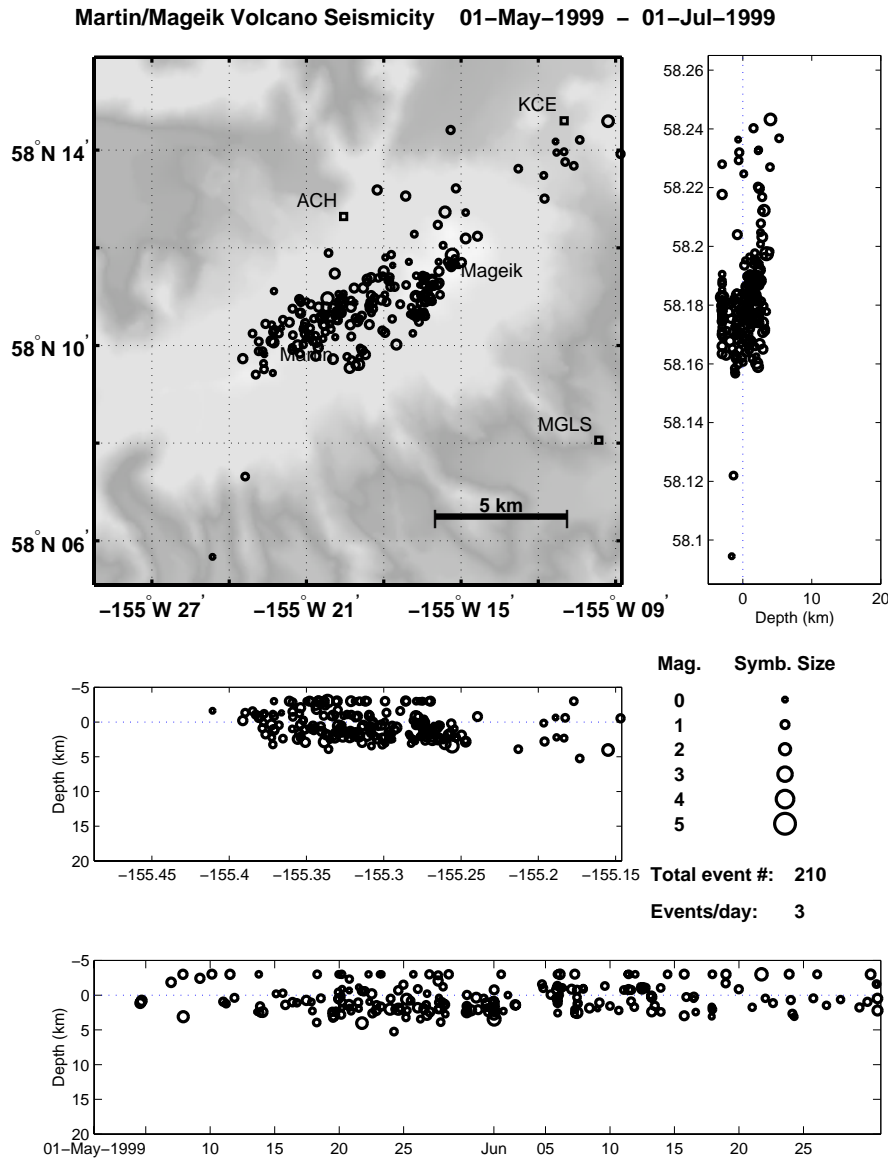 Martin/Mageik Volcano Seismicity 01−May−1999 − 01−Jul−1999
KCE
ACH
Mageik
Martin
MGLS
5 km
58°N 14'
58°N 10'
58°N 06'
−155°W 27' −155°W 21' −155°W 15' −155°W 09'
58.26
58.24
58.22
58.2
58.18
58.16
58.14
58.12
58.1
0 10 20
Depth (km)
−5
0
5
10
15
20
Depth (km)
−155.45 −155.4 −155.35 −155.3 −155.25 −155.2 −155.15
Mag. Symb. Size
0
1
2
3
4
5
Total event #: 210
Events/day: 3
−5
0
5
10
15
20
Depth (km)
01−May−1999 10 15 20 25 Jun 05 10 15 20 25